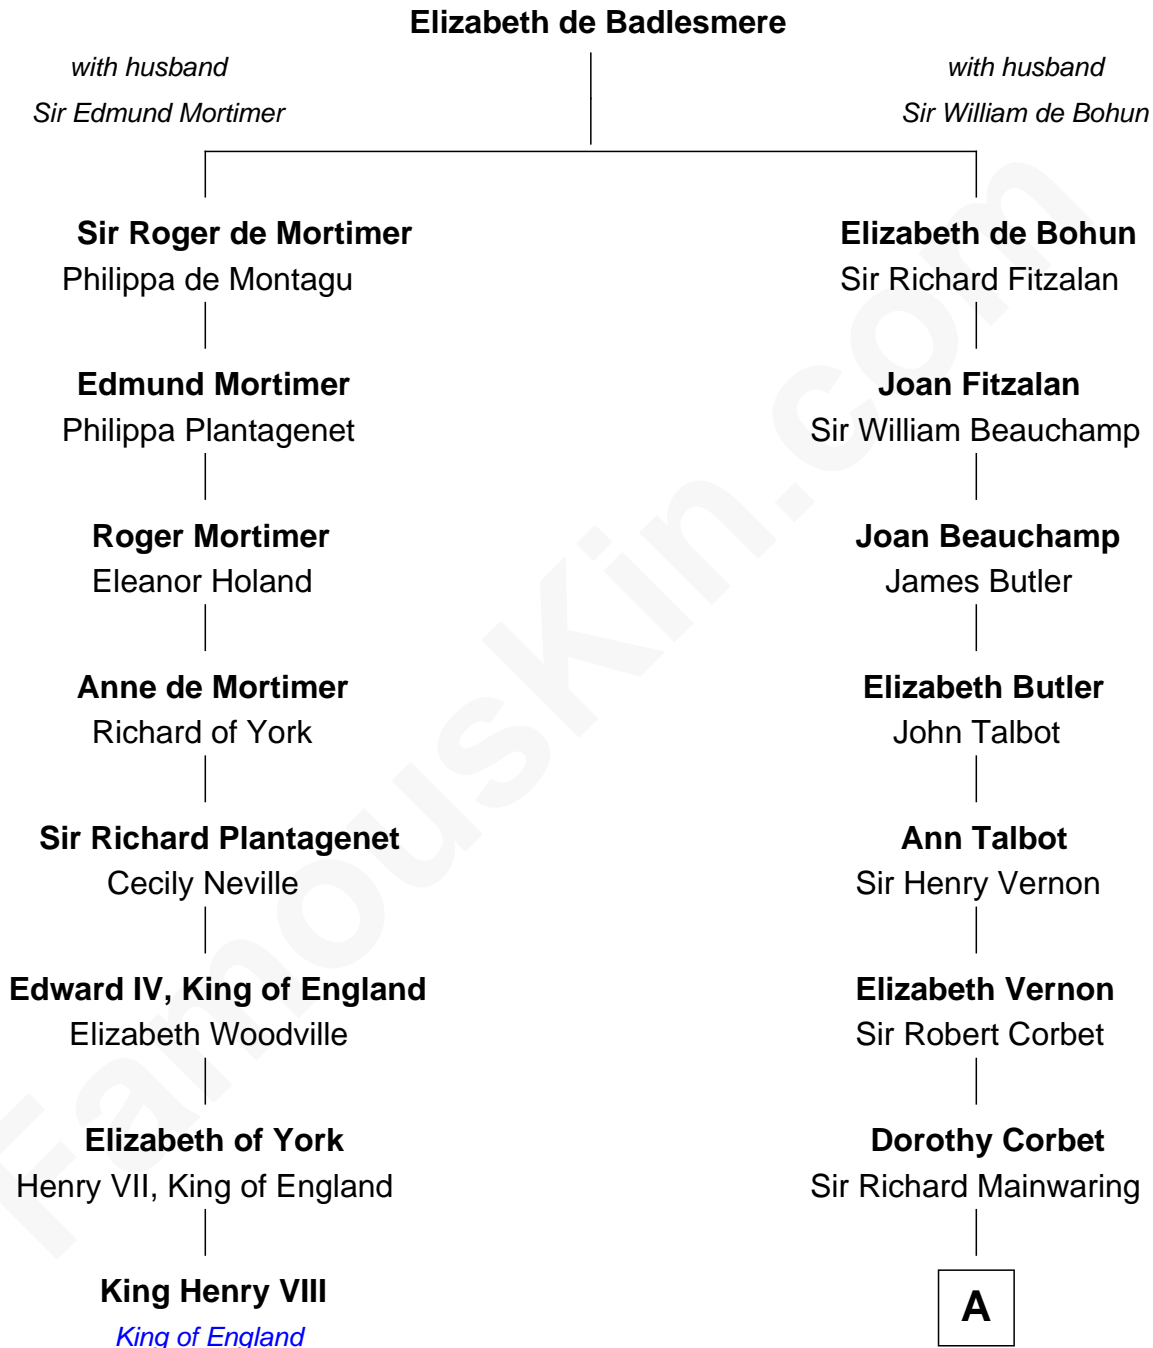 Elizabeth de Badlesmere
with husband
Sir Edmund Mortimer
with husband
Sir William de Bohun
Sir Roger de Mortimer
Philippa de Montagu
Edmund Mortimer
Philippa Plantagenet
Roger Mortimer
Eleanor Holand
Anne de Mortimer
Richard of York
Sir Richard Plantagenet
Cecily Neville
Edward IV, King of England
Elizabeth Woodville
Elizabeth of York
Henry VII, King of England
King Henry VIII
King of England
Elizabeth de Bohun
Sir Richard Fitzalan
Joan Fitzalan
Sir William Beauchamp
Joan Beauchamp
James Butler
Elizabeth Butler
John Talbot
Ann Talbot
Sir Henry Vernon
Elizabeth Vernon
Sir Robert Corbet
Dorothy Corbet
Sir Richard Mainwaring
A
FamousKin.com